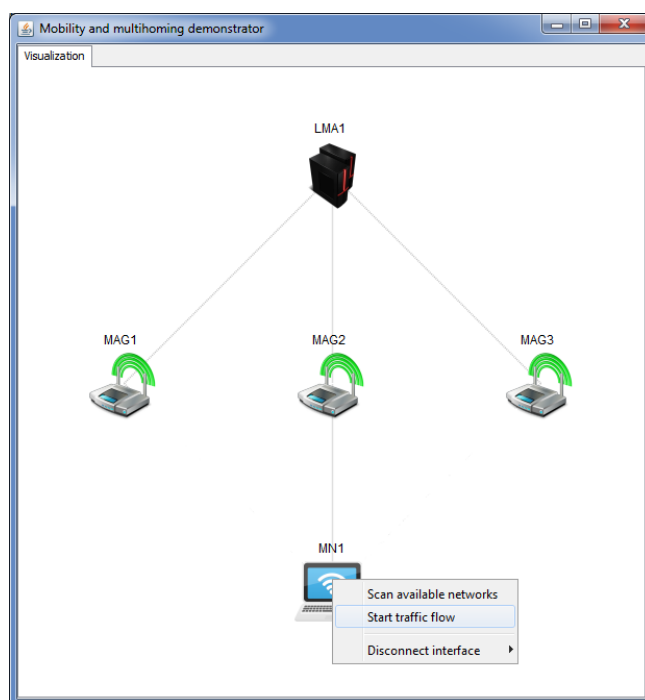 Mobility and multihoming demonstrator
Visualization
LMA1
MAG1 MAG2 MAG3
MN1
Scan available networks
Start traffic flow
Disconnect interface